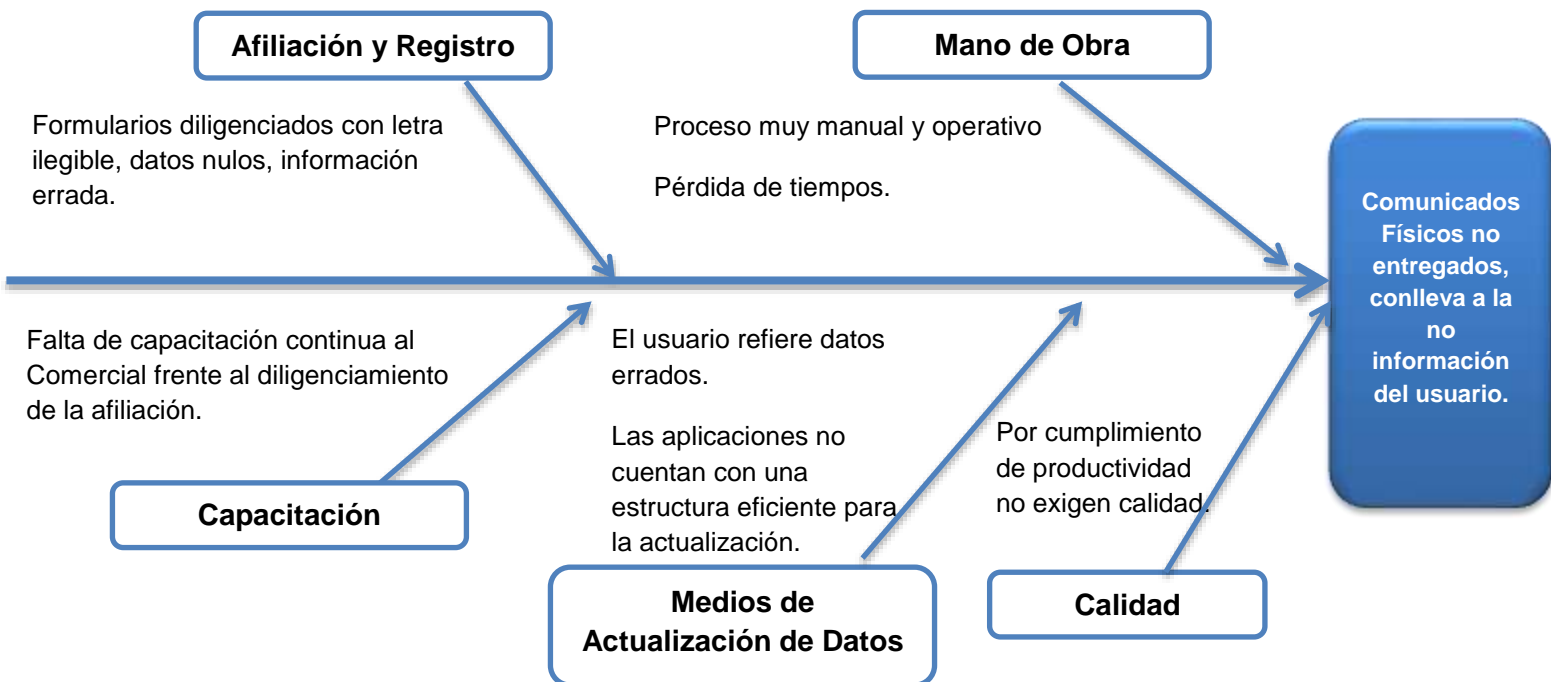 Afiliación y Registro
Mano de Obra
Formularios diligenciados con letra
ilegible, datos nulos, información
errada.
Proceso muy manual y operativo
Pérdida de tiempos.
Comunicados
Físicos no
entregados,
conlleva a la
no
información
del usuario.
Falta de capacitación continua al
Comercial frente al diligenciamiento
de la afiliación.
Capacitación
El usuario refiere datos
errados.
Las aplicaciones no
cuentan con una
estructura eficiente para
la actualización.
Medios de
Actualización de Datos
Por cumplimiento
de productividad
no exigen calidad.
Calidad